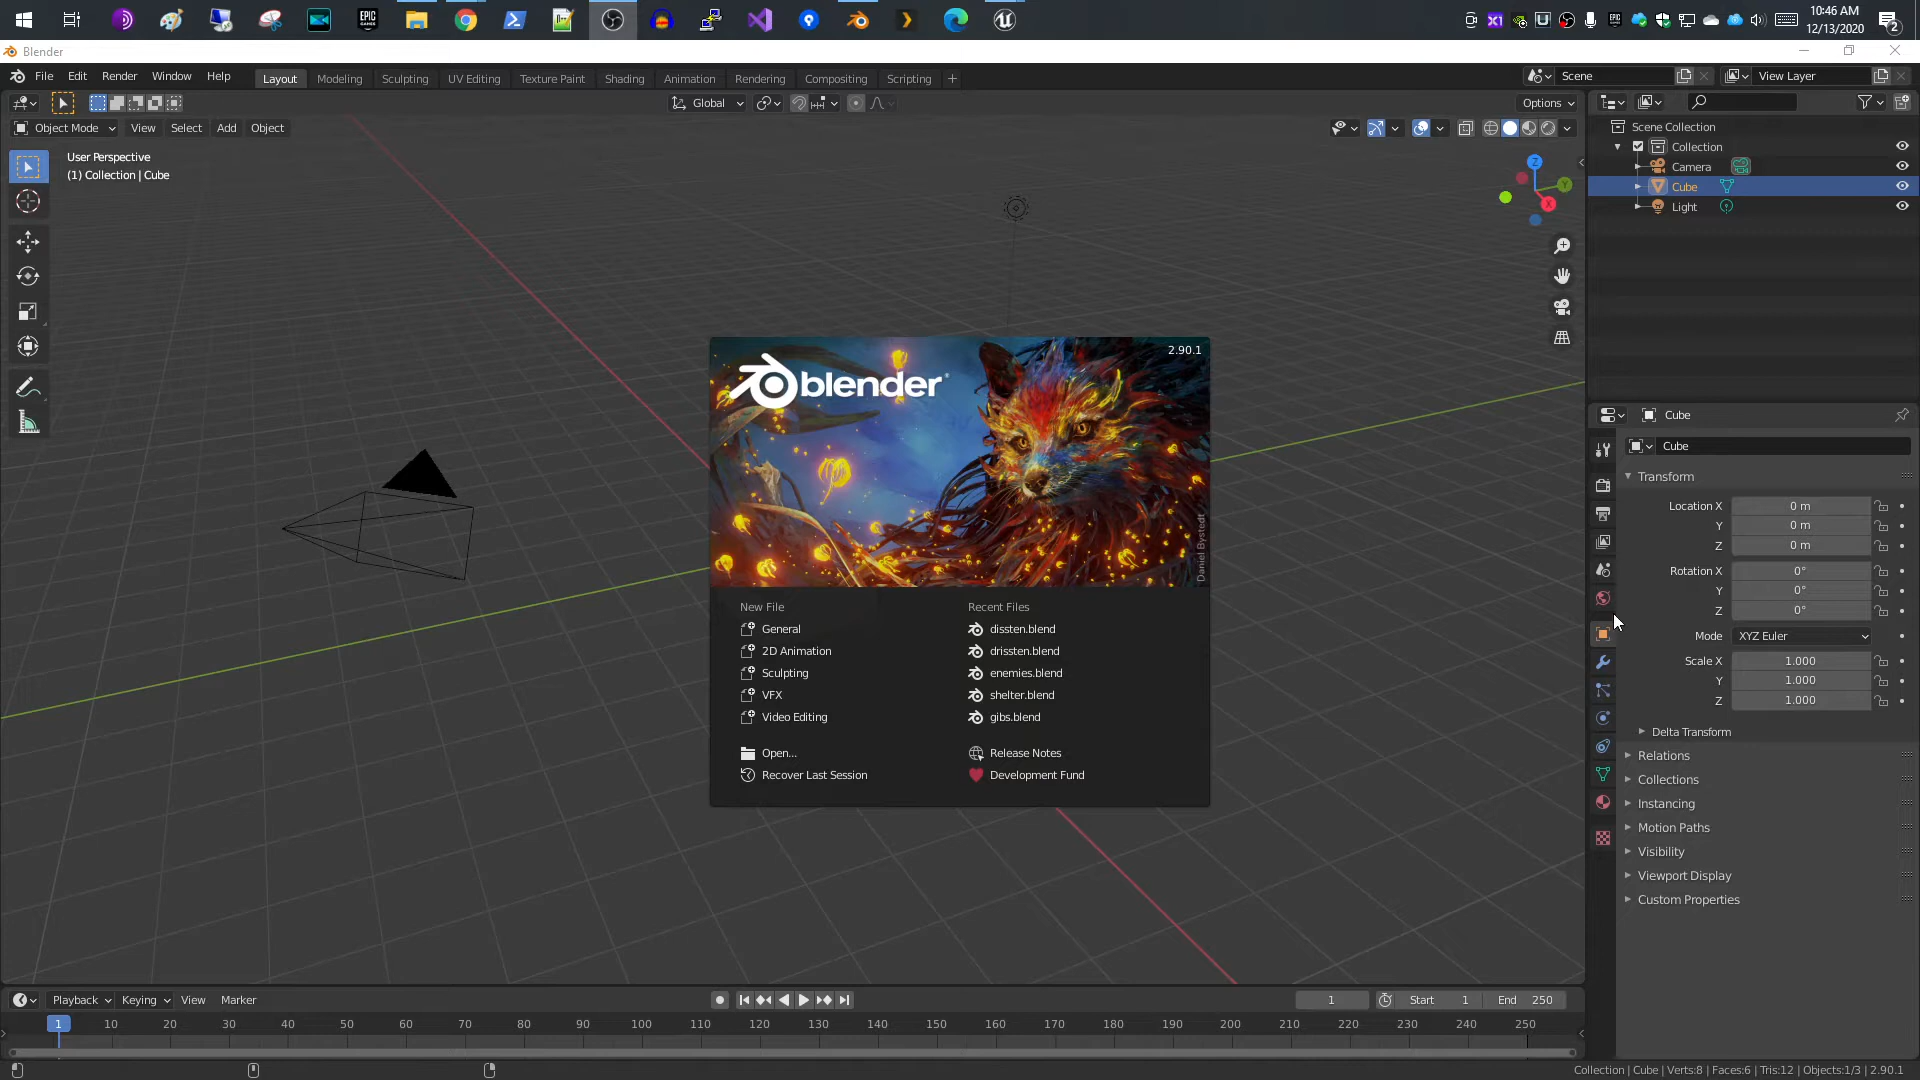 10:46 AM
12/13/2020
2
EPIC
GAMES
Blender
File Edit Render Window Help
Layout Modeling Sculpting UV Editing Texture Paint Shading Animation Rendering Compositing Scripting +
Scene
View Layer
Global
Options
Object Mode View Select Add Object
User Perspective
(1) Collection | Cube
Z
Y
X
Scene Collection
Collection
Camera
Cube
Light
2.90.1
blender
Daniel Bystedt
New File
General
2D Animation
Sculpting
VFX
Video Editing
Open...
Recover Last Session
Recent Files
dissten.blend
drissten.blend
enemies.blend
shelter.blend
gibs.blend
Release Notes
Development Fund
Cube
Cube
Transform
Location X 0 m
Y 0 m
Z 0 m
Rotation X 0°
Y 0°
Z 0°
Mode XYZ Euler
Scale X 1.000
Y 1.000
Z 1.000
Delta Transform
Relations
Collections
Instancing
Motion Paths
Visibility
Viewport Display
Custom Properties
Playback Keying View Marker
1 Start 1 End 250
1 10 20 30 40 50 60 70 80 90 100 110 120 130 140 150 160 170 180 190 200 210 220 230 240 250
Collection | Cube | Verts:8 | Faces:6 | Tris:12 | Objects:1/3 | 2.90.1